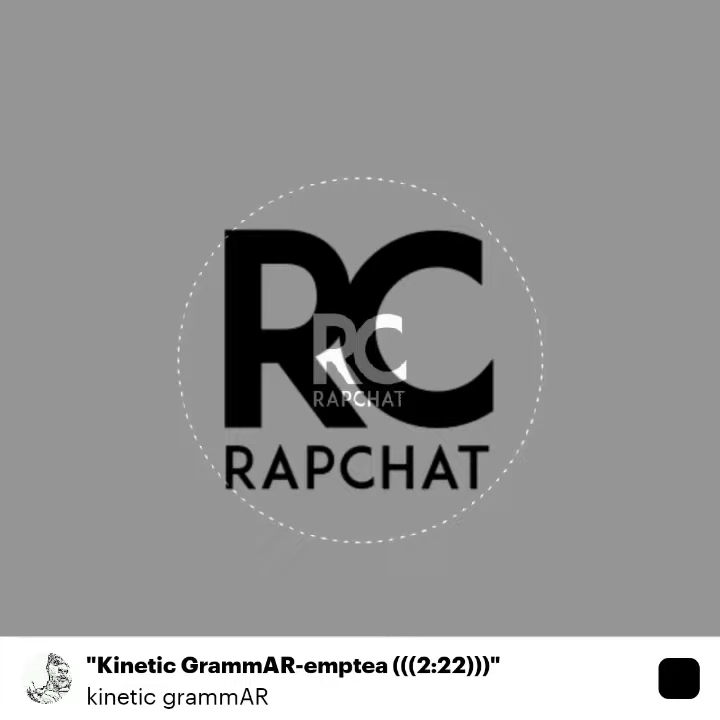 RC
RAPCHAT
RC
RAPCHAT
"Kinetic GrammAR-emptea (((2:22)))"
kinetic grammAR